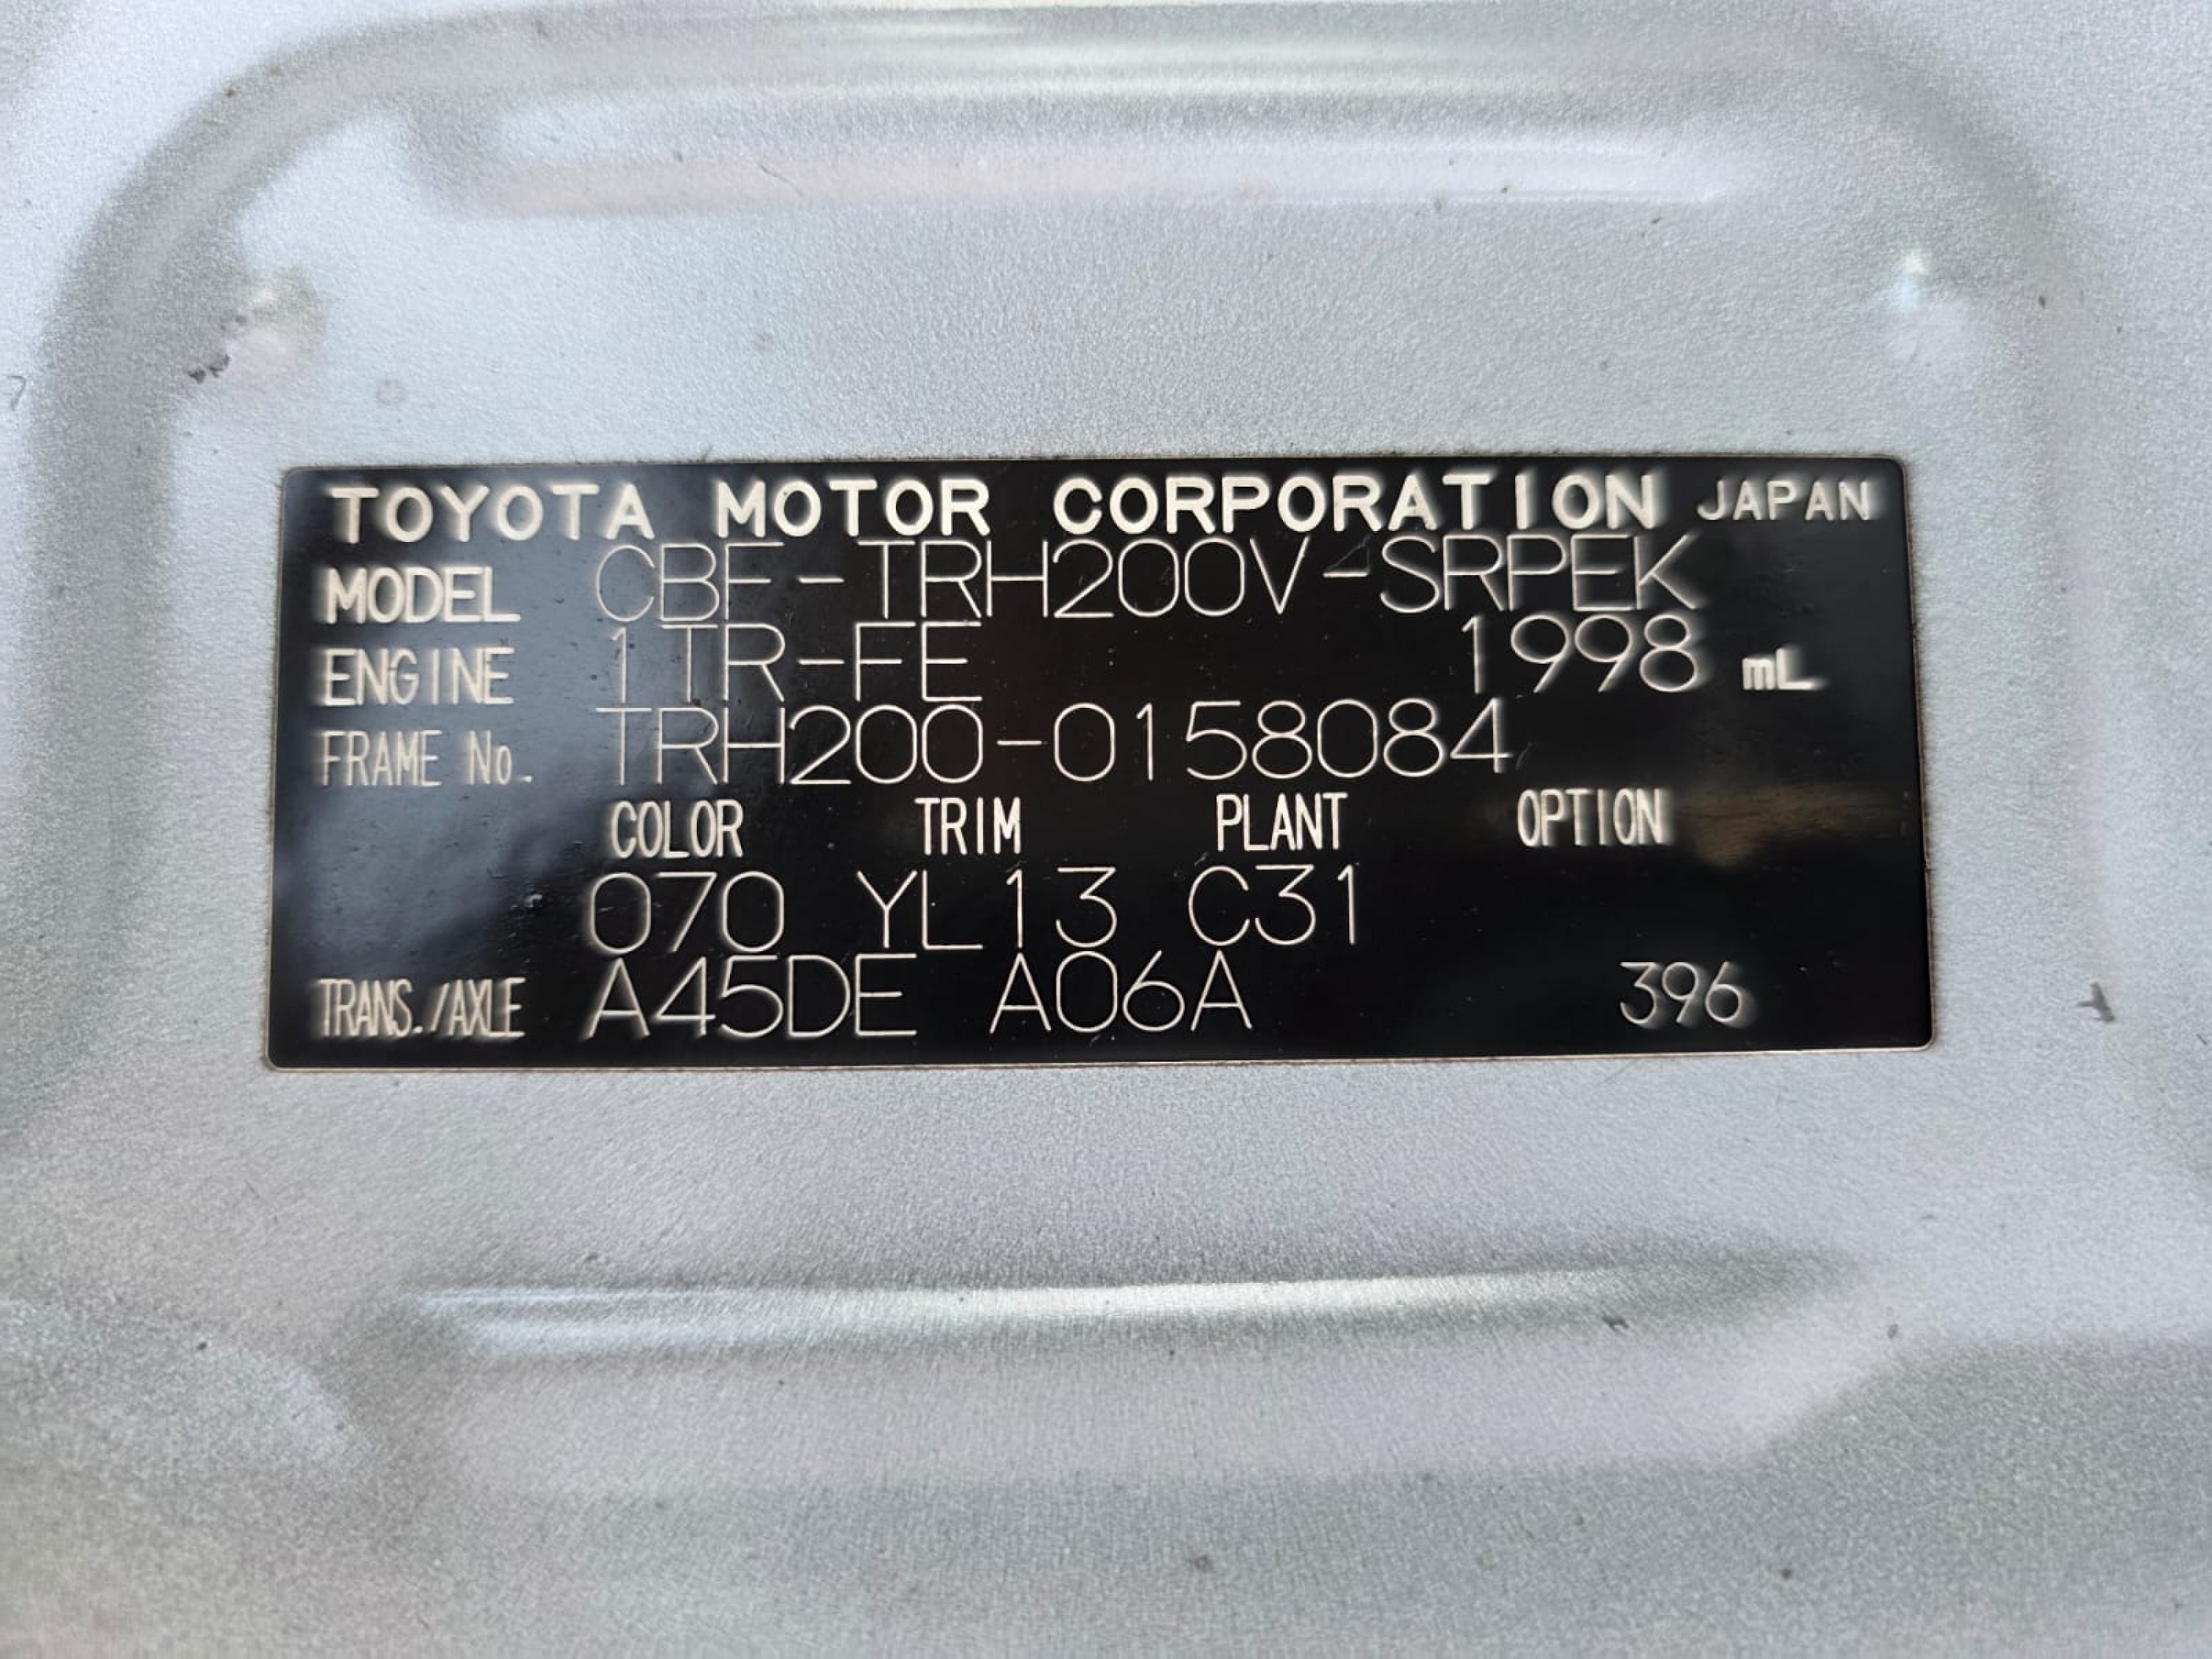 TOYOTA MOTOR CORPORATION JAPAN
MODEL CBF-TRH200V-SRPEK
ENGINE 1TR-FE 1998 mL
FRAME No. TRH200-0158084
COLOR TRIM PLANT OPTION
070 YL13 C31
TRANS./AXLE A45DE A06A 396